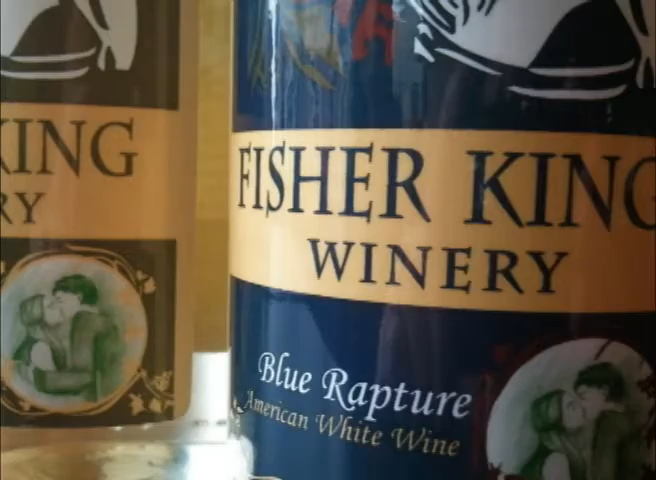 KING
RY
FISHER KING
WINERY
Blue Rapture
American White Wine